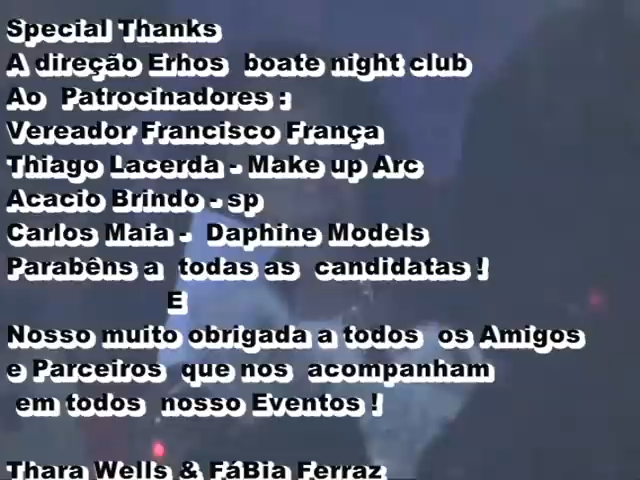 Special Thanks
A direção Erhos boate night club
Ao Patrocinadores :
Vereador Francisco França
Thiago Lacerda - Make up Arc
Acacio Brindo - sp
Carlos Maia - Daphine Models
Parabêns a todas as candidatas !
E
Nosso muito obrigada a todos os Amigos
e Parceiros que nos acompanham
em todos nosso Eventos !
Thara Wells & FáBia Ferraz